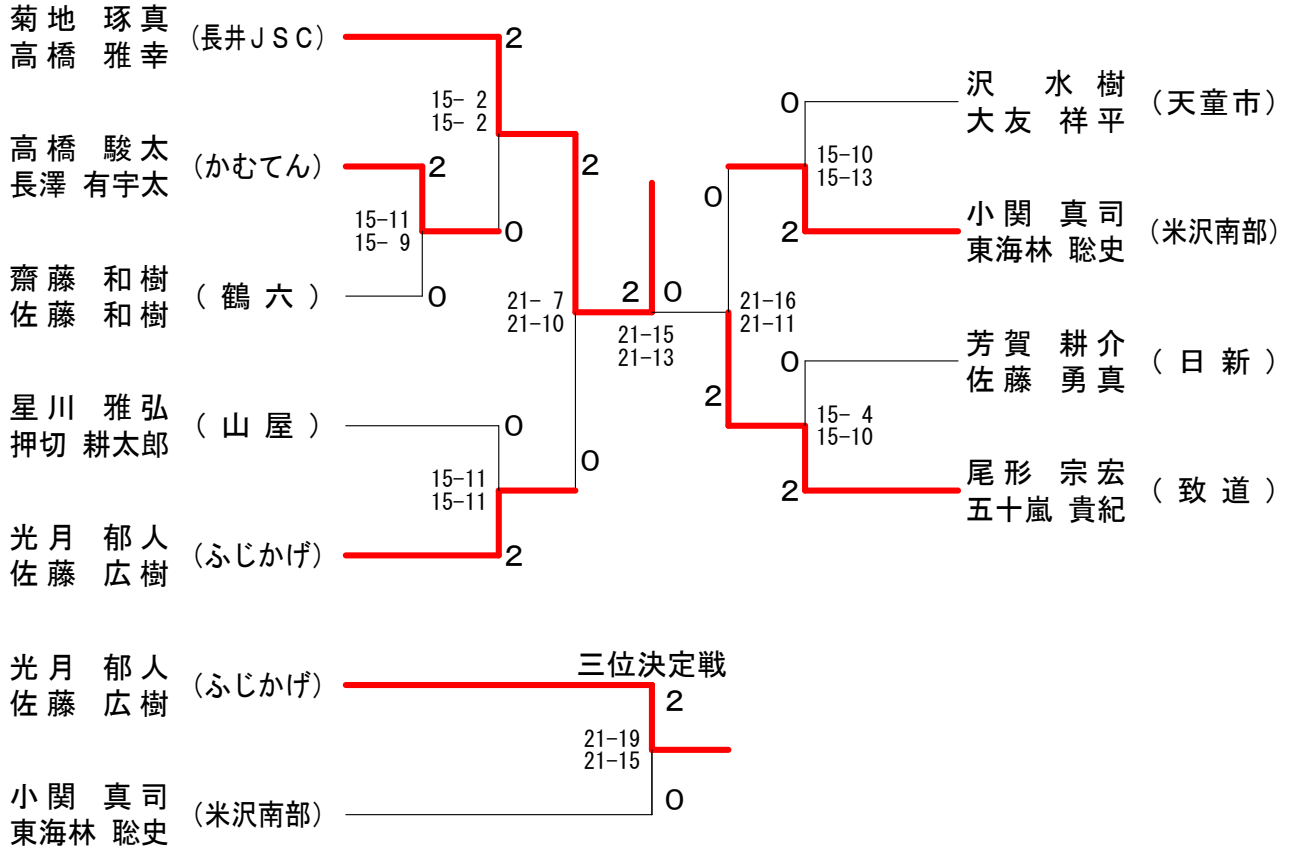 菊地 琢真
高橋 雅幸
(長井JSC)
2
15- 2
15- 2
高橋 駿太
長澤 有宇太
(かむてん)
2
15-11
15- 9
0
齋藤 和樹
佐藤 和樹
(鶴六)
0
2
21- 7
21-10
星川 雅弘
押切 耕太郎
(山屋)
0
15-11
15-11
0
光月 郁人
佐藤 広樹
(ふじかげ)
2
2 0
21-15
21-13
沢 水樹
大友 祥平
(天童市)
0
15-10
15-13
0
小関 真司
東海林 聡史
(米沢南部)
2
21-16
21-11
芳賀 耕介
佐藤 勇真
(日新)
0
2
15- 4
15-10
尾形 宗宏
五十嵐 貴紀
(致道)
2
三位決定戦
光月 郁人
佐藤 広樹
(ふじかげ)
2
21-19
21-15
小関 真司
東海林 聡史
(米沢南部)
0